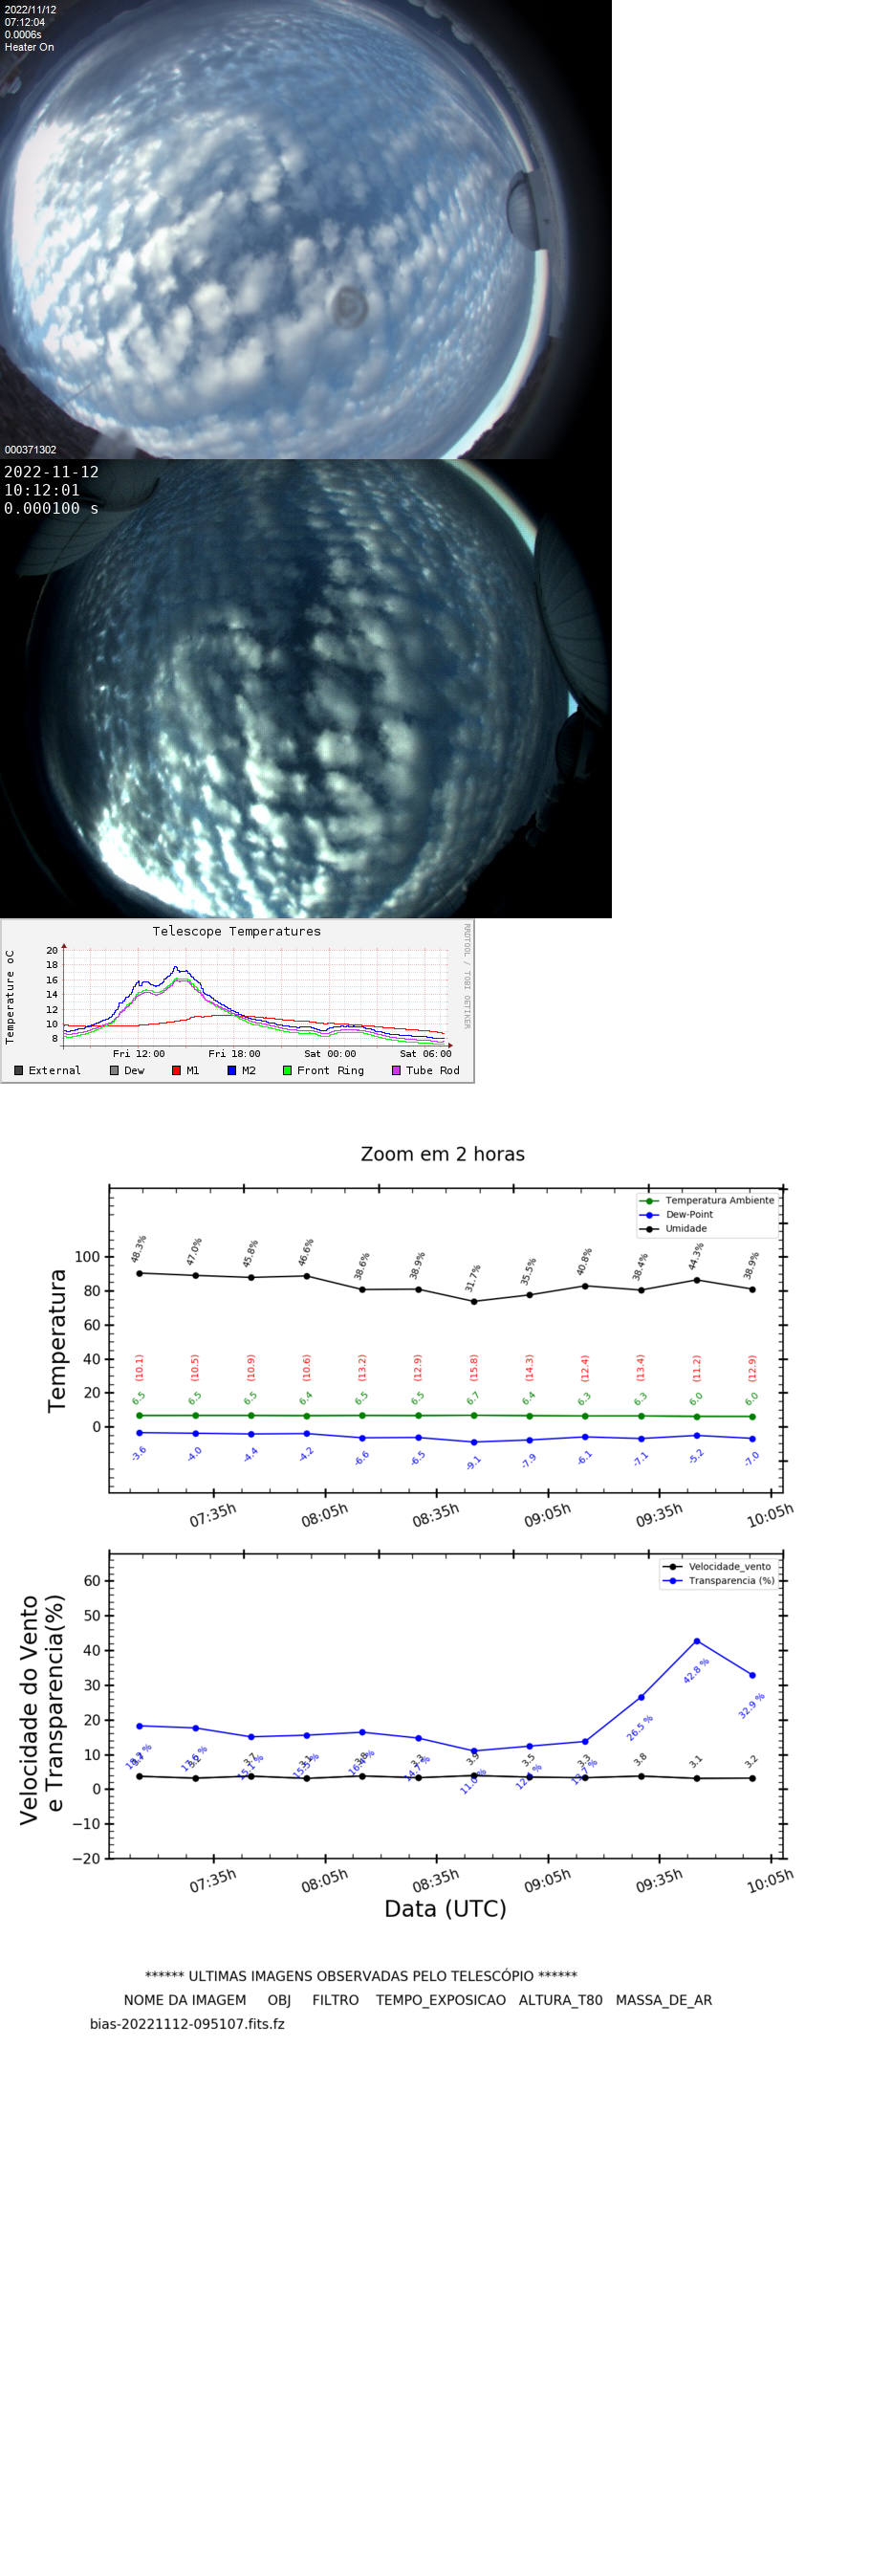 2022/11/12
07:12:04
0.0006s
Heater On
000371302
2022-11-12
10:12:01
0.000100 s
Telescope Temperatures
RRDTOOL / TOBI OETIKER
Temperature oC
20
18
16
14
12
10
8
Fri 12:00 Fri 18:00 Sat 00:00 Sat 06:00
External Dew M1 M2 Front Ring Tube Rod
Zoom em 2 horas
Temperatura Ambiente
Dew-Point
Umidade
Temperatura
100
80
60
40
20
0
48.3% 47.0% 45.8% 46.6% 38.6% 38.9% 31.7% 35.5% 40.8% 38.4% 44.3% 38.9%
(10.1) (10.5) (10.9) (10.6) (13.2) (12.9) (15.8) (14.3) (12.4) (13.4) (11.2) (12.9)
6.5 6.5 6.5 6.4 6.5 6.5 6.7 6.4 6.3 6.3 6.0 6.0
-3.6 -4.0 -4.4 -4.2 -6.6 -6.5 -9.1 -7.9 -6.1 -7.1 -5.2 -7.0
07:35h 08:05h 08:35h 09:05h 09:35h 10:05h
Velocidade_vento
Transparencia (%)
Velocidade do Vento
e Transparencia(%)
60
50
40
30
20
10
0
−10
−20
3.9 3.5 3.3 3.8 3.1 3.2
26.5 % 42.8 % 32.9 %
07:35h 08:05h 08:35h 09:05h 09:35h 10:05h
Data (UTC)
****** ULTIMAS IMAGENS OBSERVADAS PELO TELESCÓPIO ******
NOME DA IMAGEM OBJ FILTRO TEMPO_EXPOSICAO ALTURA_T80 MASSA_DE_AR
bias-20221112-095107.fits.fz